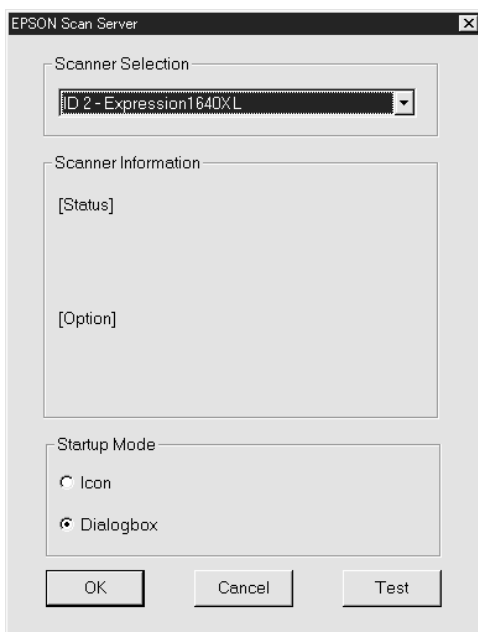 EPSON Scan Server
Scanner Selection
ID 2 - Expression1640XL
Scanner Information
[Status]
[Option]
Startup Mode
Icon
Dialogbox
OK Cancel Test